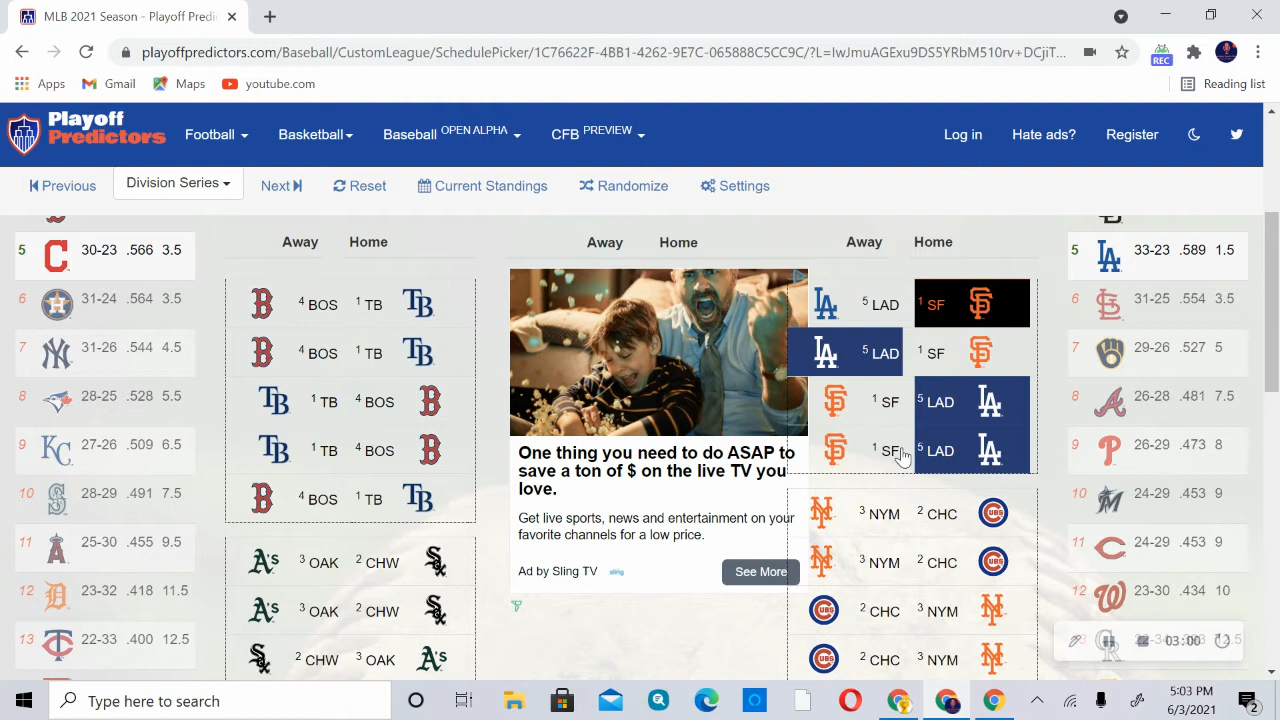 MLB 2021 Season - Playoff Predic
playoffpredictors.com/Baseball/CustomLeague/SchedulePicker/1C76622F-4BB1-4262-9E7C-065888C5CC9C/?L=IwJmuAGExu9DS5YRbM510rv+DCjiT...
REC
Apps Gmail Maps youtube.com Reading list
Playoff
Predictors
Football Basketball Baseball OPEN ALPHA CFB PREVIEW Log in Hate ads? Register
Previous Division Series Next Reset Current Standings Randomize Settings
Away Home Away Home Away Home
5 30-23 .566 3.5
6 31-24 .564 3.5
7 31-26 .544 4.5
8 28-25 .528 5.5
9 27-26 .509 6.5
10 28-29 .491 7.5
11 25-30 .455 9.5
12 23-32 .418 11.5
13 22-33 .400 12.5
4 BOS 1 TB
4 BOS 1 TB
1 TB 4 BOS
1 TB 4 BOS
4 BOS 1 TB
3 OAK 2 CHW
3 OAK 2 CHW
2 CHW 3 OAK
One thing you need to do ASAP to
save a ton of $ on the live TV you
love.
Get live sports, news and entertainment on your
favorite channels for a low price.
Ad by Sling TV sling See More
5 LAD 1 SF
5 LAD 1 SF
1 SF 5 LAD
1 SF 5 LAD
3 NYM 2 CHC
3 NYM 2 CHC
2 CHC 3 NYM
2 CHC 3 NYM
5 33-23 .589 1.5
6 31-25 .554 3.5
7 29-26 .527 5
8 26-28 .481 7.5
9 26-29 .473 8
10 24-29 .453 9
11 24-29 .453 9
12 23-30 .434 10
03:00
Type here to search
5:03 PM
6/3/2021
2